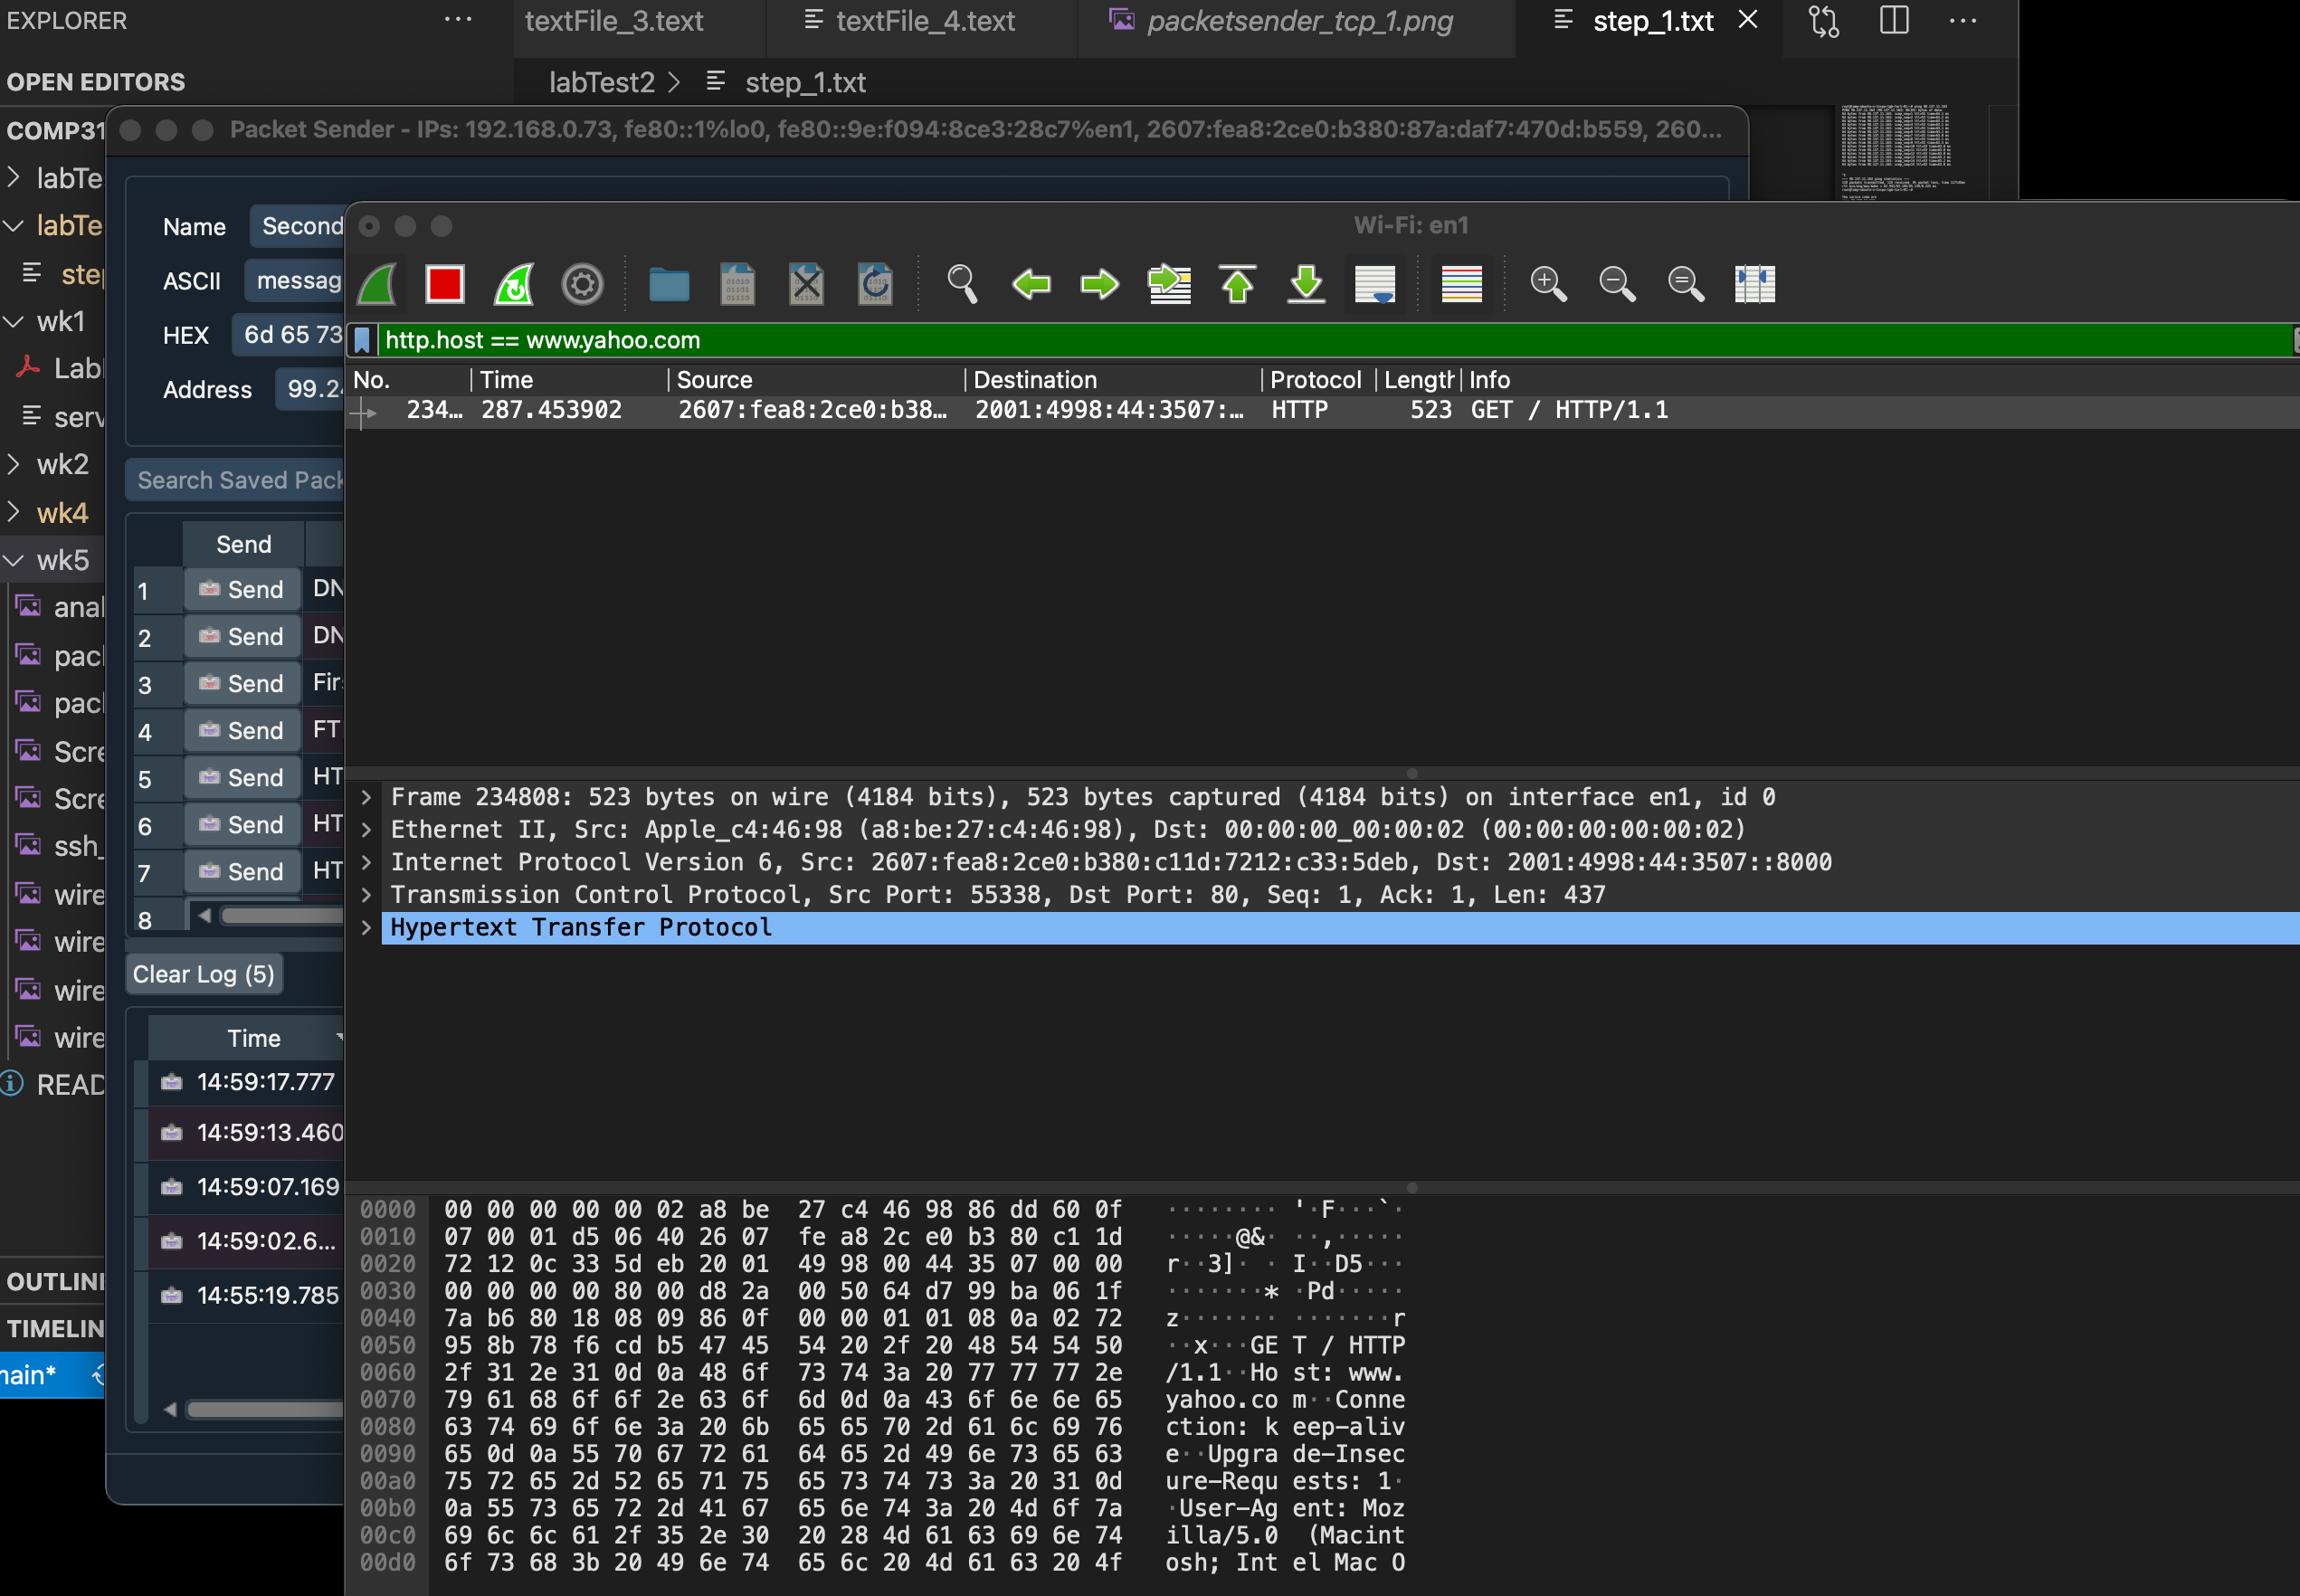 EXPLORER
textFile_3.text
textFile_4.text
packetsender_tcp_1.png
step_1.txt
OPEN EDITORS
labTest2 > step_1.txt
COMP31
labTe
labTe
step
wk1
Lab
serv
wk2
wk4
wk5
anal
pack
pack
Scre
Scre
ssh_
wire
wire
wire
wire
READ
OUTLIN
TIMELIN
main*
Packet Sender - IPs: 192.168.0.73, fe80::1%lo0, fe80::9e:f094:8ce3:28c7%en1, 2607:fea8:2ce0:b380:87a:daf7:470d:b559, 260...
Name Second
ASCII messag
HEX 6d 65 73
Address 99.24
Search Saved Pack
Send
1 Send DN
2 Send DN
3 Send Firs
4 Send FT
5 Send HT
6 Send HT
7 Send HT
8
Clear Log (5)
Time
14:59:17.777
14:59:13.460
14:59:07.169
14:59:02.6...
14:55:19.785
Wi-Fi: en1
http.host == www.yahoo.com
No. Time Source Destination Protocol Length Info
234... 287.453902 2607:fea8:2ce0:b38... 2001:4998:44:3507:... HTTP 523 GET / HTTP/1.1
Frame 234808: 523 bytes on wire (4184 bits), 523 bytes captured (4184 bits) on interface en1, id 0
Ethernet II, Src: Apple_c4:46:98 (a8:be:27:c4:46:98), Dst: 00:00:00_00:00:02 (00:00:00:00:00:02)
Internet Protocol Version 6, Src: 2607:fea8:2ce0:b380:c11d:7212:c33:5deb, Dst: 2001:4998:44:3507::8000
Transmission Control Protocol, Src Port: 55338, Dst Port: 80, Seq: 1, Ack: 1, Len: 437
Hypertext Transfer Protocol
0000 00 00 00 00 00 02 a8 be 27 c4 46 98 86 dd 60 0f ········ '·F···`·
0010 07 00 01 d5 06 40 26 07 fe a8 2c e0 b3 80 c1 1d ·····@&· ··,·····
0020 72 12 0c 33 5d eb 20 01 49 98 00 44 35 07 00 00 r··3]· · I··D5···
0030 00 00 00 00 80 00 d8 2a 00 50 64 d7 99 ba 06 1f ·······* ·Pd·····
0040 7a b6 80 18 08 09 86 0f 00 00 01 01 08 0a 02 72 z······· ·······r
0050 95 8b 78 f6 cd b5 47 45 54 20 2f 20 48 54 54 50 ··x···GE T / HTTP
0060 2f 31 2e 31 0d 0a 48 6f 73 74 3a 20 77 77 77 2e /1.1··Ho st: www.
0070 79 61 68 6f 6f 2e 63 6f 6d 0d 0a 43 6f 6e 6e 65 yahoo.co m··Conne
0080 63 74 69 6f 6e 3a 20 6b 65 65 70 2d 61 6c 69 76 ction: k eep-aliv
0090 65 0d 0a 55 70 67 72 61 64 65 2d 49 6e 73 65 63 e··Upgra de-Insec
00a0 75 72 65 2d 52 65 71 75 65 73 74 73 3a 20 31 0d ure-Requ ests: 1·
00b0 0a 55 73 65 72 2d 41 67 65 6e 74 3a 20 4d 6f 7a ·User-Ag ent: Moz
00c0 69 6c 6c 61 2f 35 2e 30 20 28 4d 61 63 69 6e 74 illa/5.0 (Macint
00d0 6f 73 68 3b 20 49 6e 74 65 6c 20 4d 61 63 20 4f osh; Int el Mac O